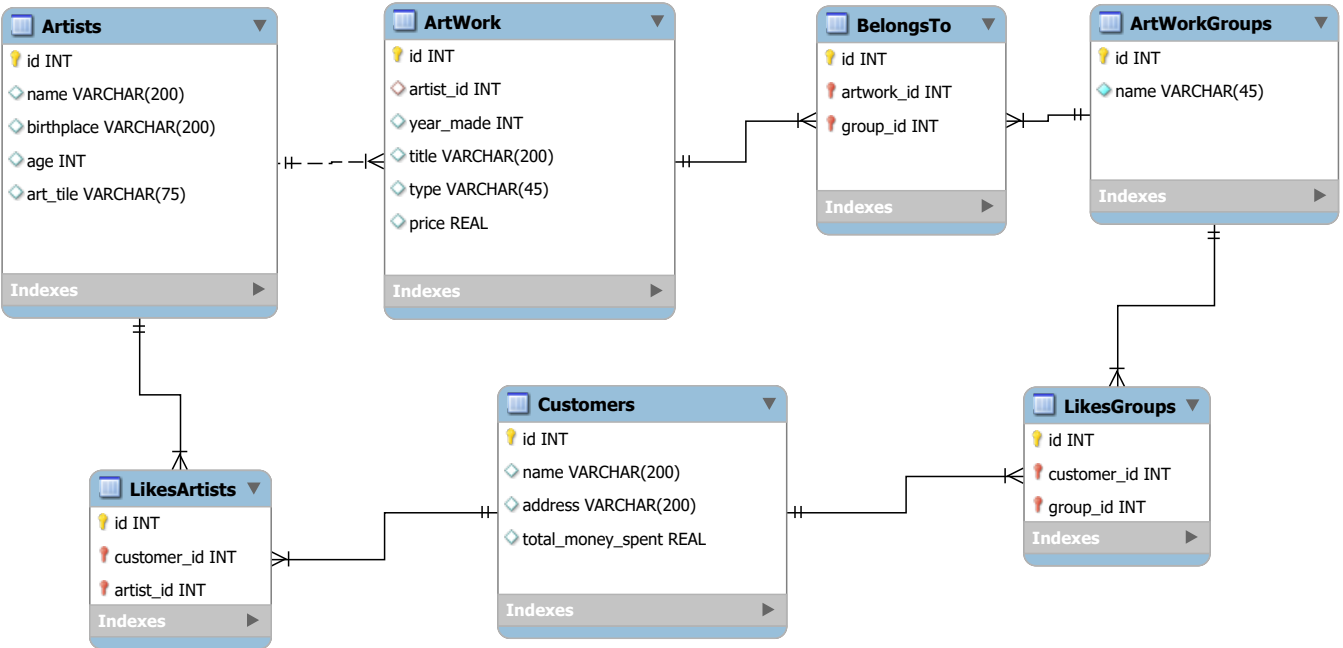 Artists
id INT
name VARCHAR(200)
birthplace VARCHAR(200)
age INT
art_tile VARCHAR(75)
Indexes
ArtWork
id INT
artist_id INT
year_made INT
title VARCHAR(200)
type VARCHAR(45)
price REAL
Indexes
BelongsTo
id INT
artwork_id INT
group_id INT
Indexes
ArtWorkGroups
id INT
name VARCHAR(45)
Indexes
LikesArtists
id INT
customer_id INT
artist_id INT
Indexes
Customers
id INT
name VARCHAR(200)
address VARCHAR(200)
total_money_spent REAL
Indexes
LikesGroups
id INT
customer_id INT
group_id INT
Indexes